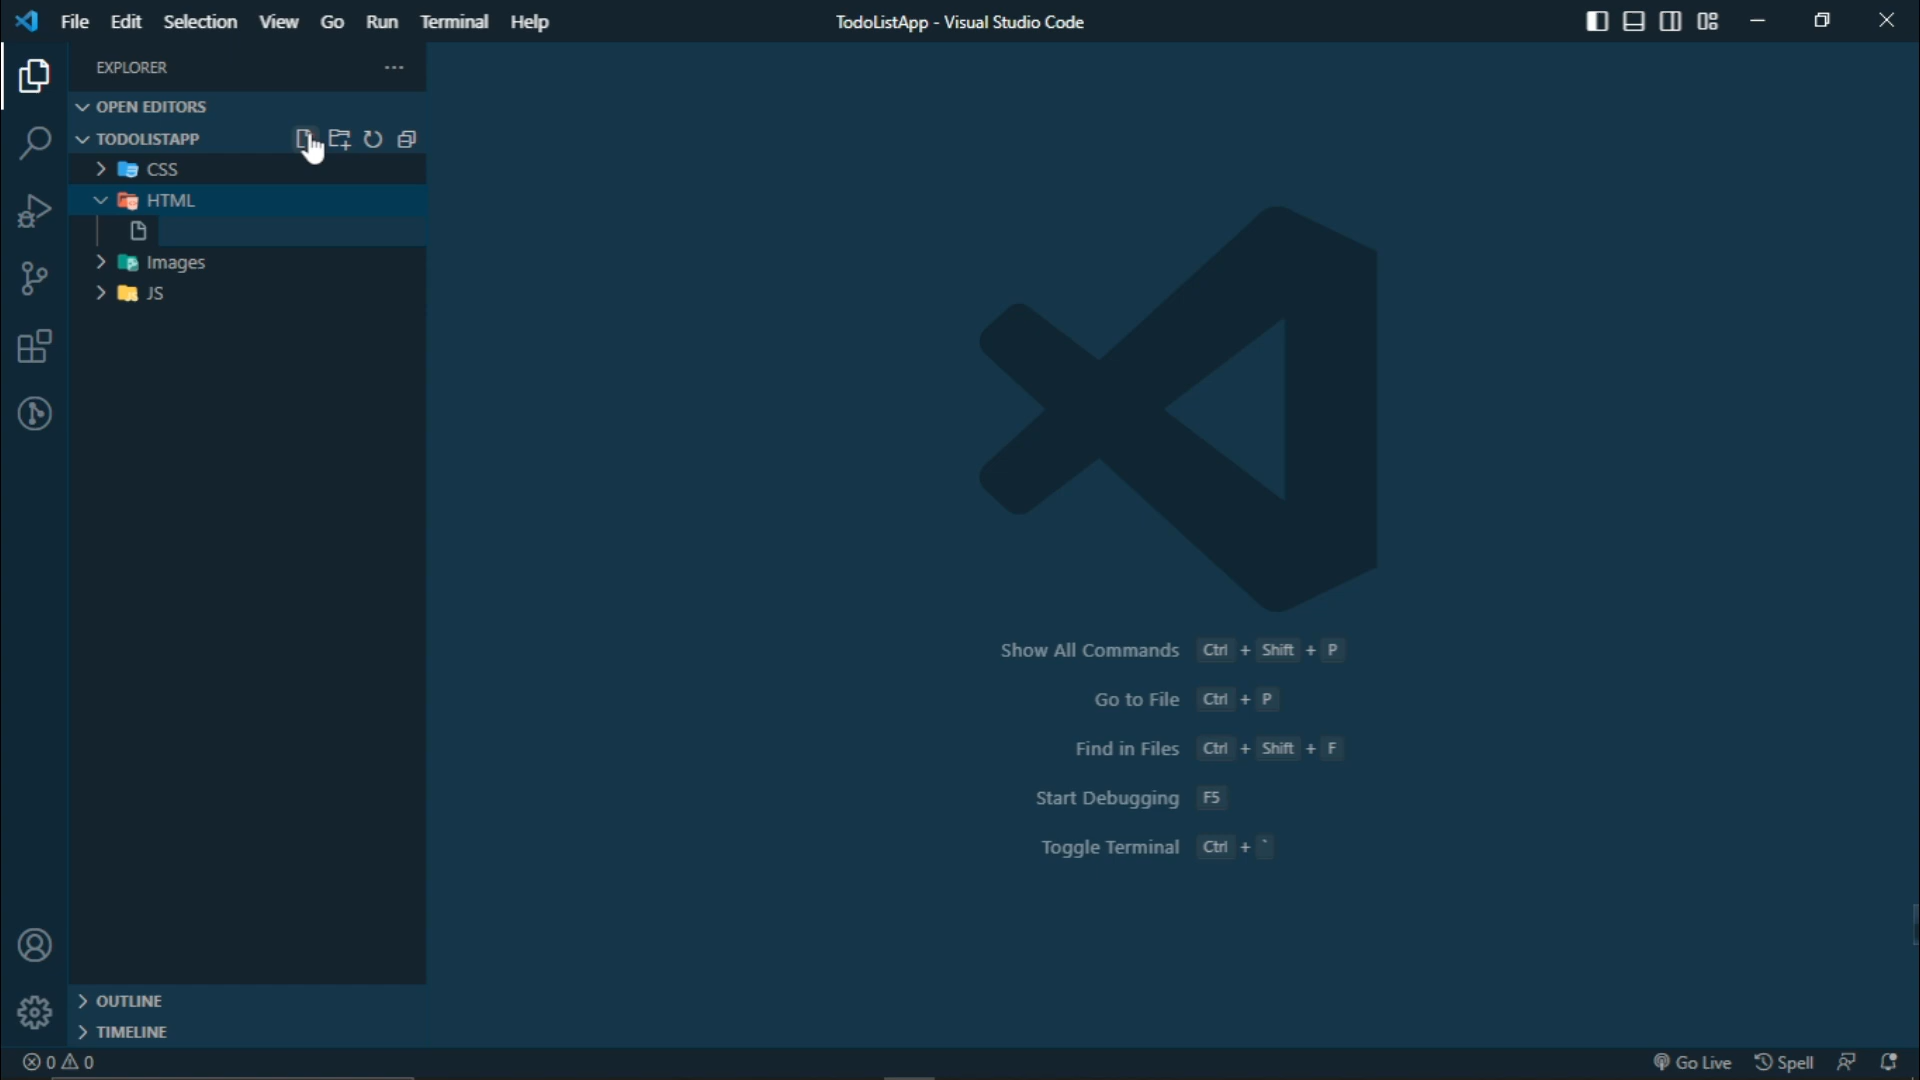 File Edit Selection View Go Run Terminal Help
TodoListApp - Visual Studio Code
EXPLORER
OPEN EDITORS
TODOLISTAPP
CSS
HTML
Images
JS
Show All Commands Ctrl + Shift + P
Go to File Ctrl + P
Find in Files Ctrl + Shift + F
Start Debugging F5
Toggle Terminal Ctrl + `
OUTLINE
TIMELINE
0 0
Go Live Spell